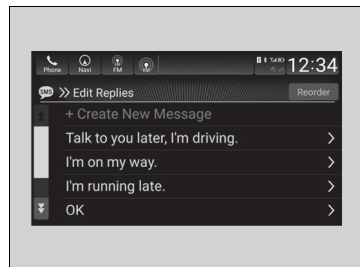 Phone Navi FM AM
12:34
SMS Edit Replies Reorder
+ Create New Message
Talk to you later, I'm driving.
I'm on my way.
I'm running late.
OK